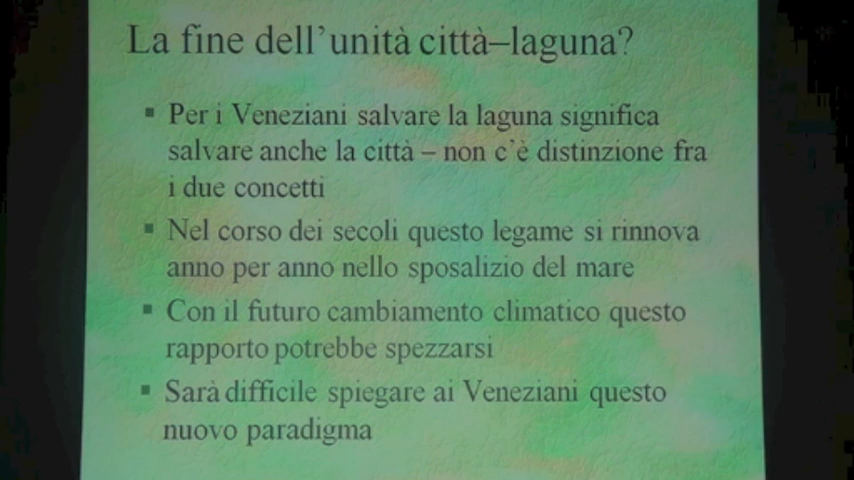 La fine dell'unità città–laguna?
Per i Veneziani salvare la laguna significa
salvare anche la città – non c'è distinzione fra
i due concetti
Nel corso dei secoli questo legame si rinnova
anno per anno nello sposalizio del mare
Con il futuro cambiamento climatico questo
rapporto potrebbe spezzarsi
Sarà difficile spiegare ai Veneziani questo
nuovo paradigma